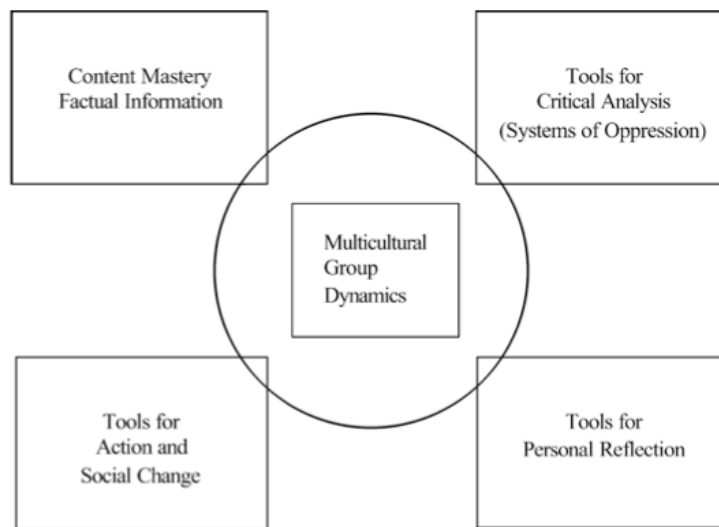 Content Mastery
Factual Information
Tools for
Critical Analysis
(Systems of Oppression)
Multicultural
Group
Dynamics
Tools for
Action and
Social Change
Tools for
Personal Reflection